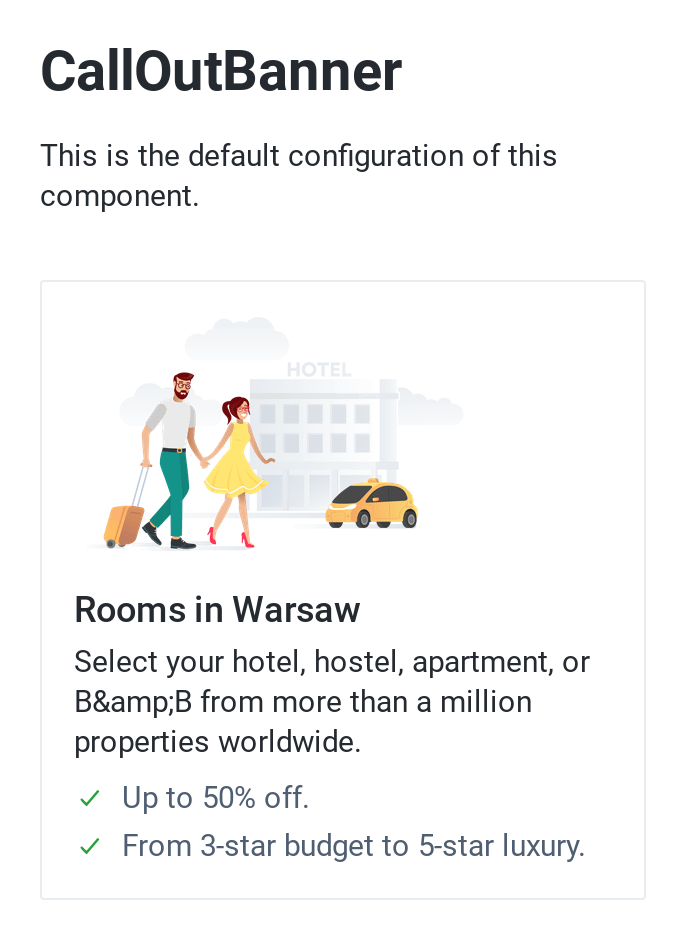 CallOutBanner
This is the default configuration of this
component.
HOTEL
Rooms in Warsaw
Select your hotel, hostel, apartment, or
B&amp;B from more than a million
properties worldwide.
Up to 50% off.
From 3-star budget to 5-star luxury.